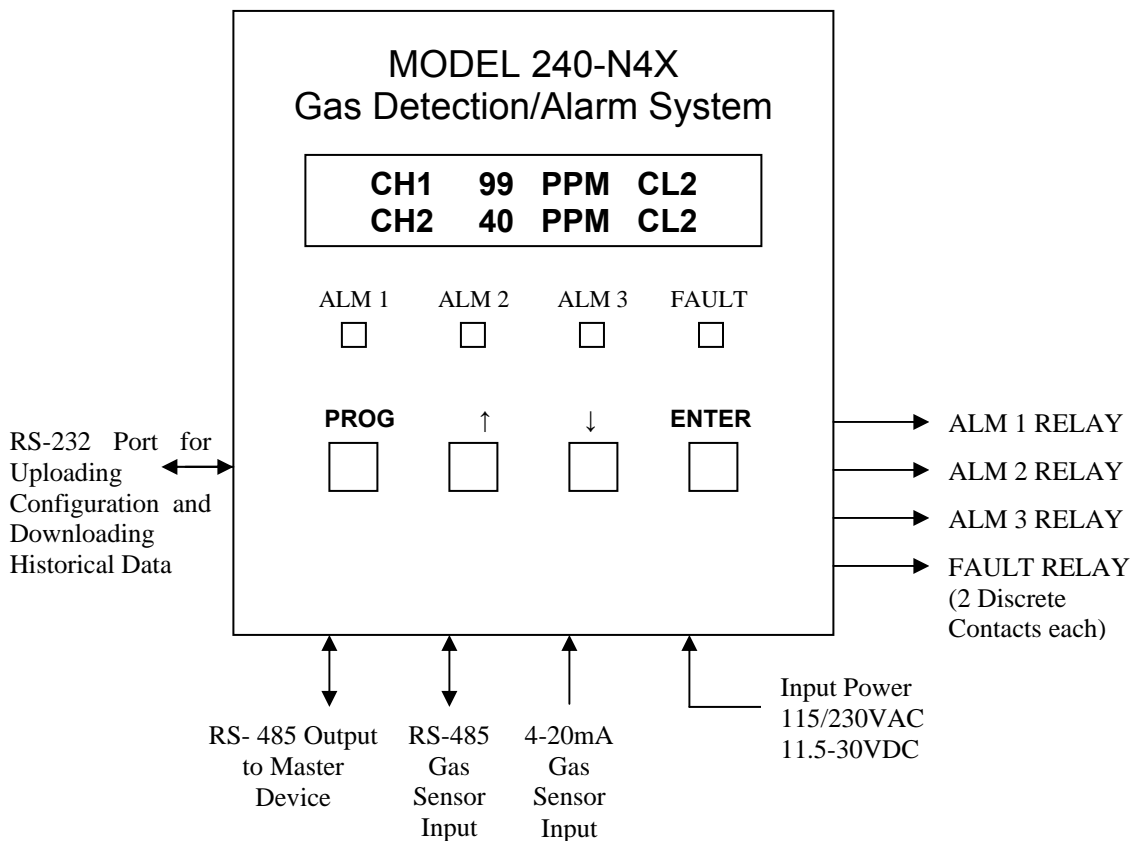 MODEL 240-N4X
Gas Detection/Alarm System
CH1 99 PPM CL2
CH2 40 PPM CL2
ALM 1 ALM 2 ALM 3 FAULT
PROG ↑ ↓ ENTER
RS-232 Port for
Uploading
Configuration and
Downloading
Historical Data
ALM 1 RELAY
ALM 2 RELAY
ALM 3 RELAY
FAULT RELAY
(2 Discrete
Contacts each)
RS- 485 Output
to Master
Device
RS-485
Gas
Sensor
Input
4-20mA
Gas
Sensor
Input
Input Power
115/230VAC
11.5-30VDC